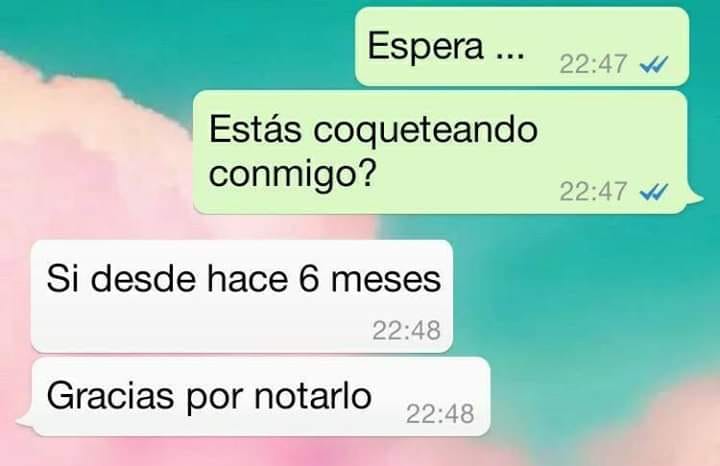 Espera ...
22:47
Estás coqueteando
conmigo?
22:47
Si desde hace 6 meses
22:48
Gracias por notarlo
22:48